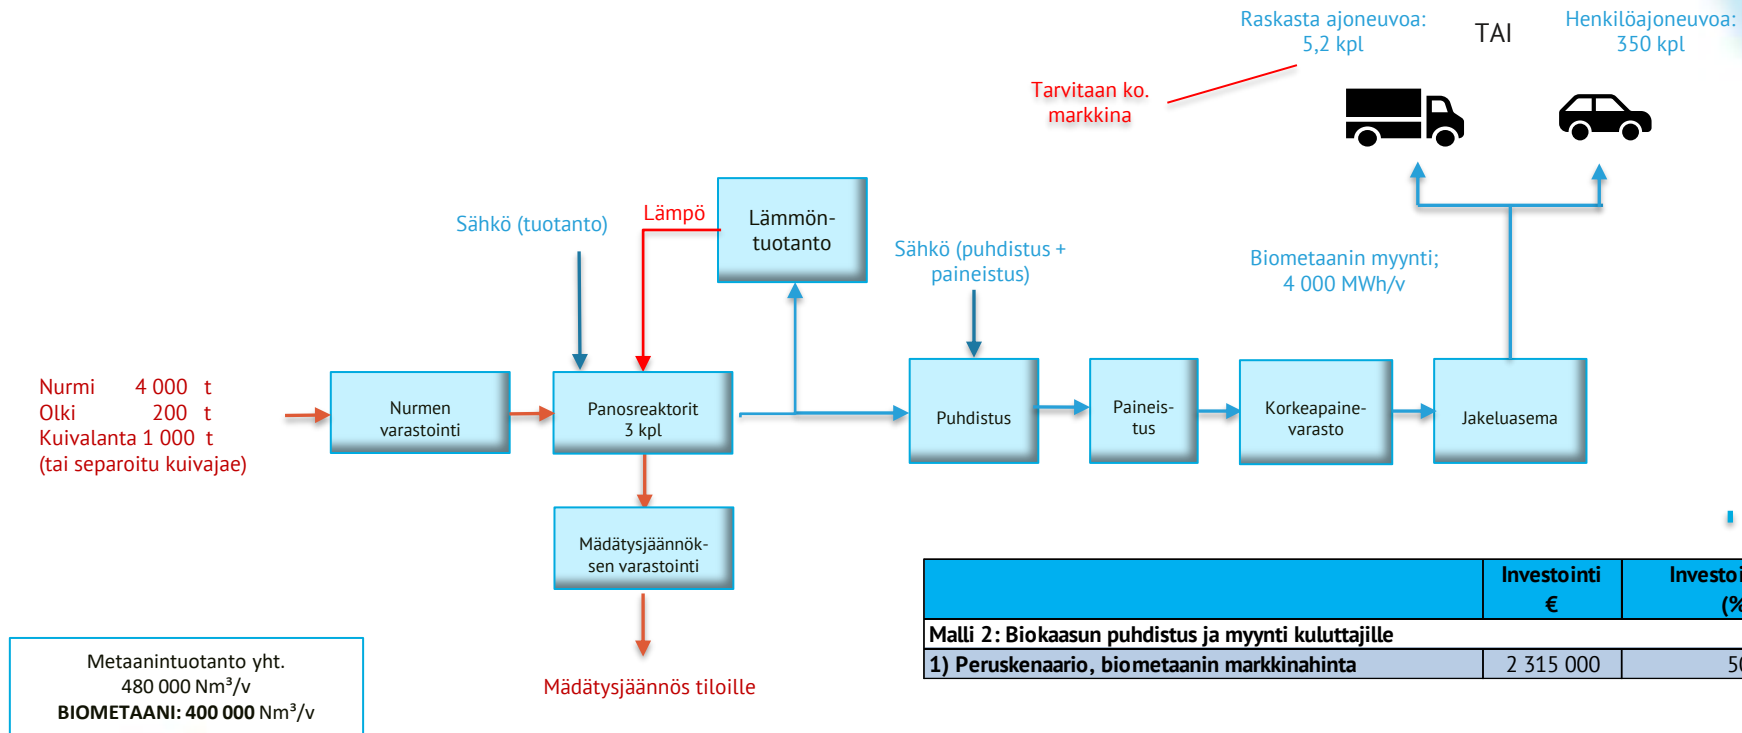 Raskasta ajoneuvoa:
5,2 kpl
TAI
Henkilöajoneuvoa:
350 kpl
Tarvitaan ko.
markkina
Sähkö (tuotanto)
Lämpö
Lämmön-
tuotanto
Sähkö (puhdistus +
paineistus)
Biometaanin myynti;
4 000 MWh/v
Nurmi 4 000 t
Olki 200 t
Kuivalanta 1 000 t
(tai separoitu kuivajae)
Nurmen
varastointi
Panosreaktorit
3 kpl
Puhdistus
Paineis-
tus
Korkeapaine-
varasto
Jakeluasema
Mädätysjäännök-
sen varastointi
Mädätysjäännös tiloille
Metaanintuotanto yht.
480 000 Nm³/v
BIOMETAANI: 400 000 Nm³/v
Investointi
€
Investoi
(%
Malli 2: Biokaasun puhdistus ja myynti kuluttajille
1) Peruskenaario, biometaanin markkinahinta 2 315 000 50